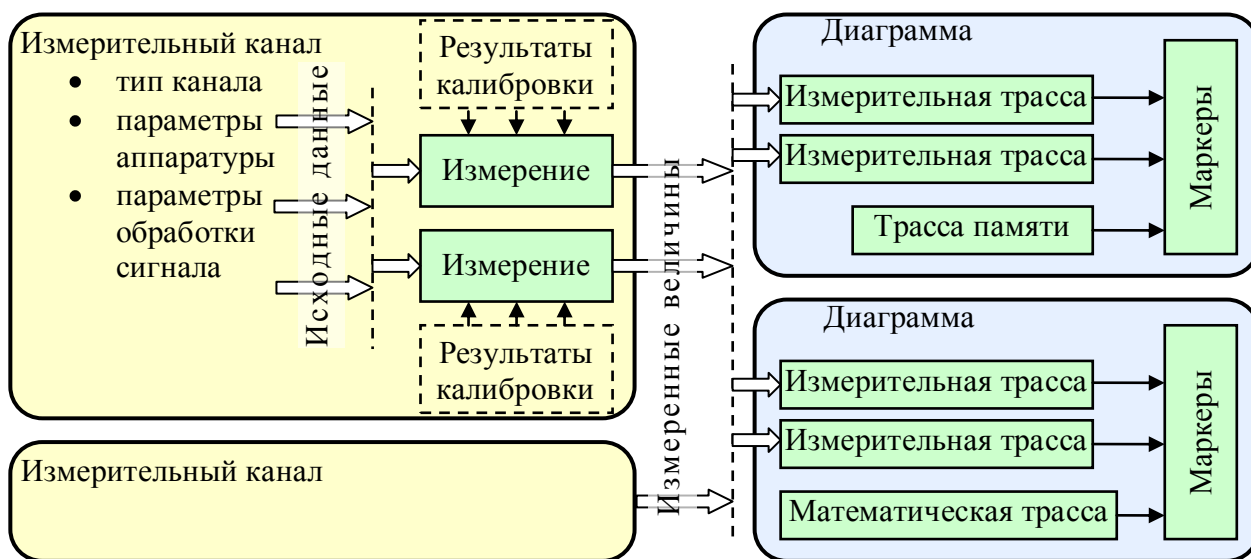 Измерительный канал
• тип канала
• параметры
аппаратуры
• параметры
обработки
сигнала
Исходные данные
Результаты
калибровки
Измерение
Измерение
Результаты
калибровки
Измерительный канал
Измеренные величины
Диаграмма
Измерительная трасса
Измерительная трасса
Трасса памяти
Маркеры
Диаграмма
Измерительная трасса
Измерительная трасса
Математическая трасса
Маркеры